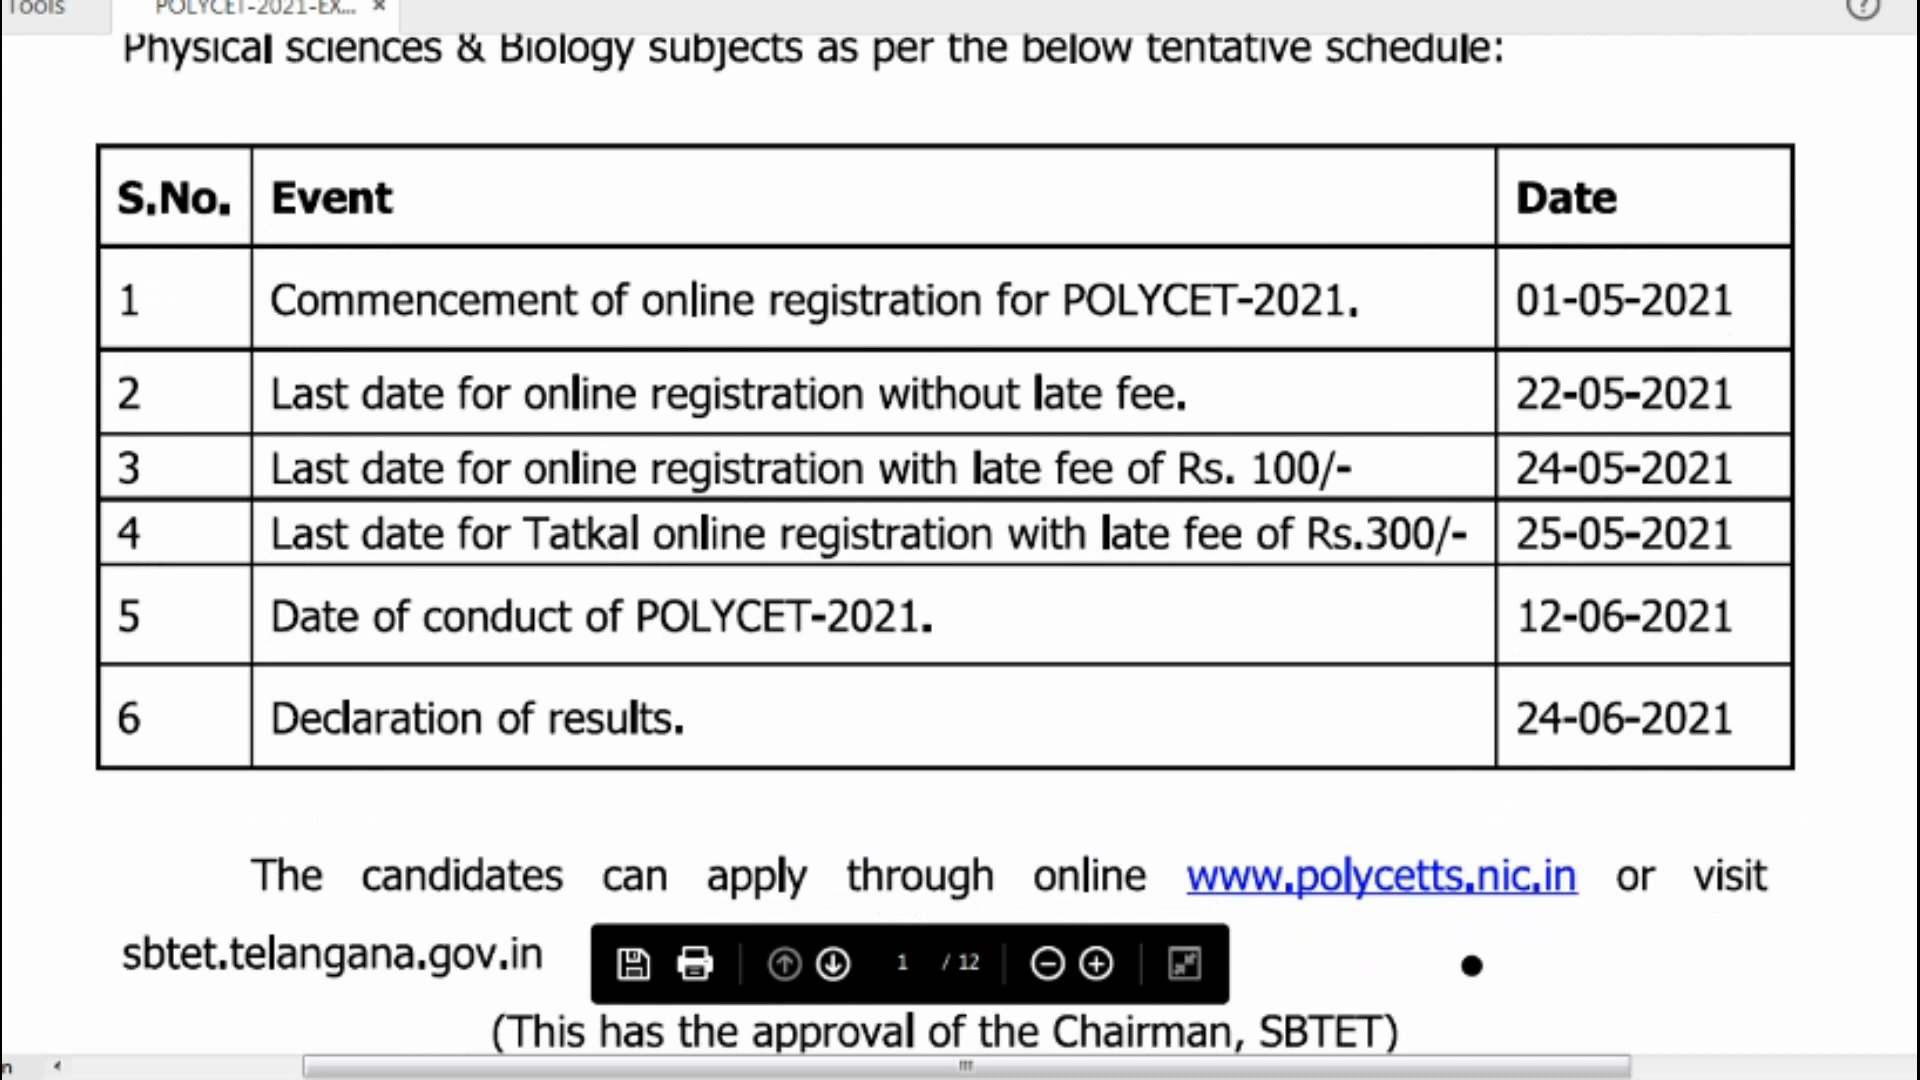 Tools POLYCET-2021-EX... ×
Physical sciences & Biology subjects as per the below tentative schedule:
S.No. Event Date
1 Commencement of online registration for POLYCET-2021. 01-05-2021
2 Last date for online registration without late fee. 22-05-2021
3 Last date for online registration with late fee of Rs. 100/- 24-05-2021
4 Last date for Tatkal online registration with late fee of Rs.300/- 25-05-2021
5 Date of conduct of POLYCET-2021. 12-06-2021
6 Declaration of results. 24-06-2021
The candidates can apply through online www.polycetts.nic.in or visit
sbtet.telangana.gov.in
1 / 12
(This has the approval of the Chairman, SBTET)